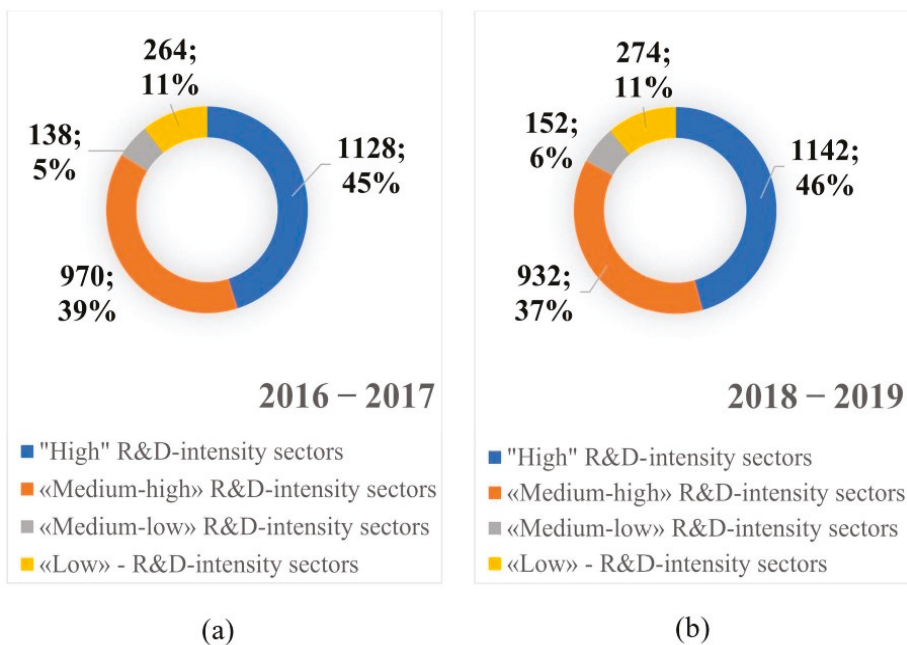 264;
11%
138;
5%
1128;
45%
970;
39%
2016 – 2017
"High" R&D-intensity sectors
«Medium-high» R&D-intensity sectors
«Medium-low» R&D-intensity sectors
«Low» - R&D-intensity sectors
(a)
274;
11%
152;
6%
1142;
46%
932;
37%
2018 – 2019
"High" R&D-intensity sectors
«Medium-high» R&D-intensity sectors
«Medium-low» R&D-intensity sectors
«Low» - R&D-intensity sectors
(b)